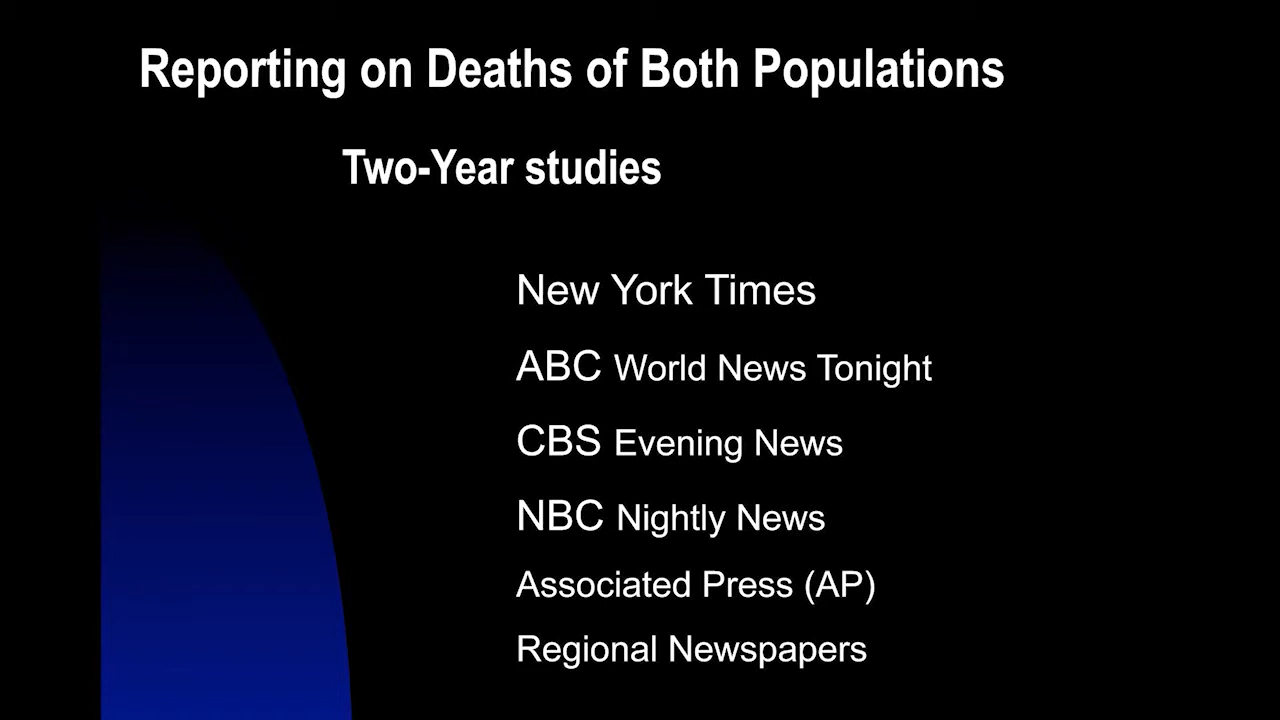 Reporting on Deaths of Both Populations
Two-Year studies
New York Times
ABC World News Tonight
CBS Evening News
NBC Nightly News
Associated Press (AP)
Regional Newspapers